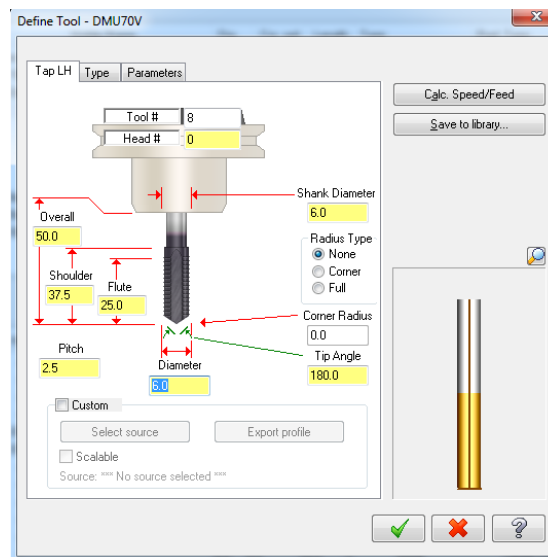 Define Tool - DMU70V
Tap LH Type Parameters
Calc. Speed/Feed
Save to library...
Tool # 8
Head # 0
Shank Diameter
6.0
Overall
50.0
Radius Type
None
Corner
Full
Shoulder
37.5
Flute
25.0
Corner Radius
0.0
Pitch
2.5
Tip Angle
180.0
Diameter
6.0
Custom
Select source Export profile
Scalable
Source: *** No source selected ***